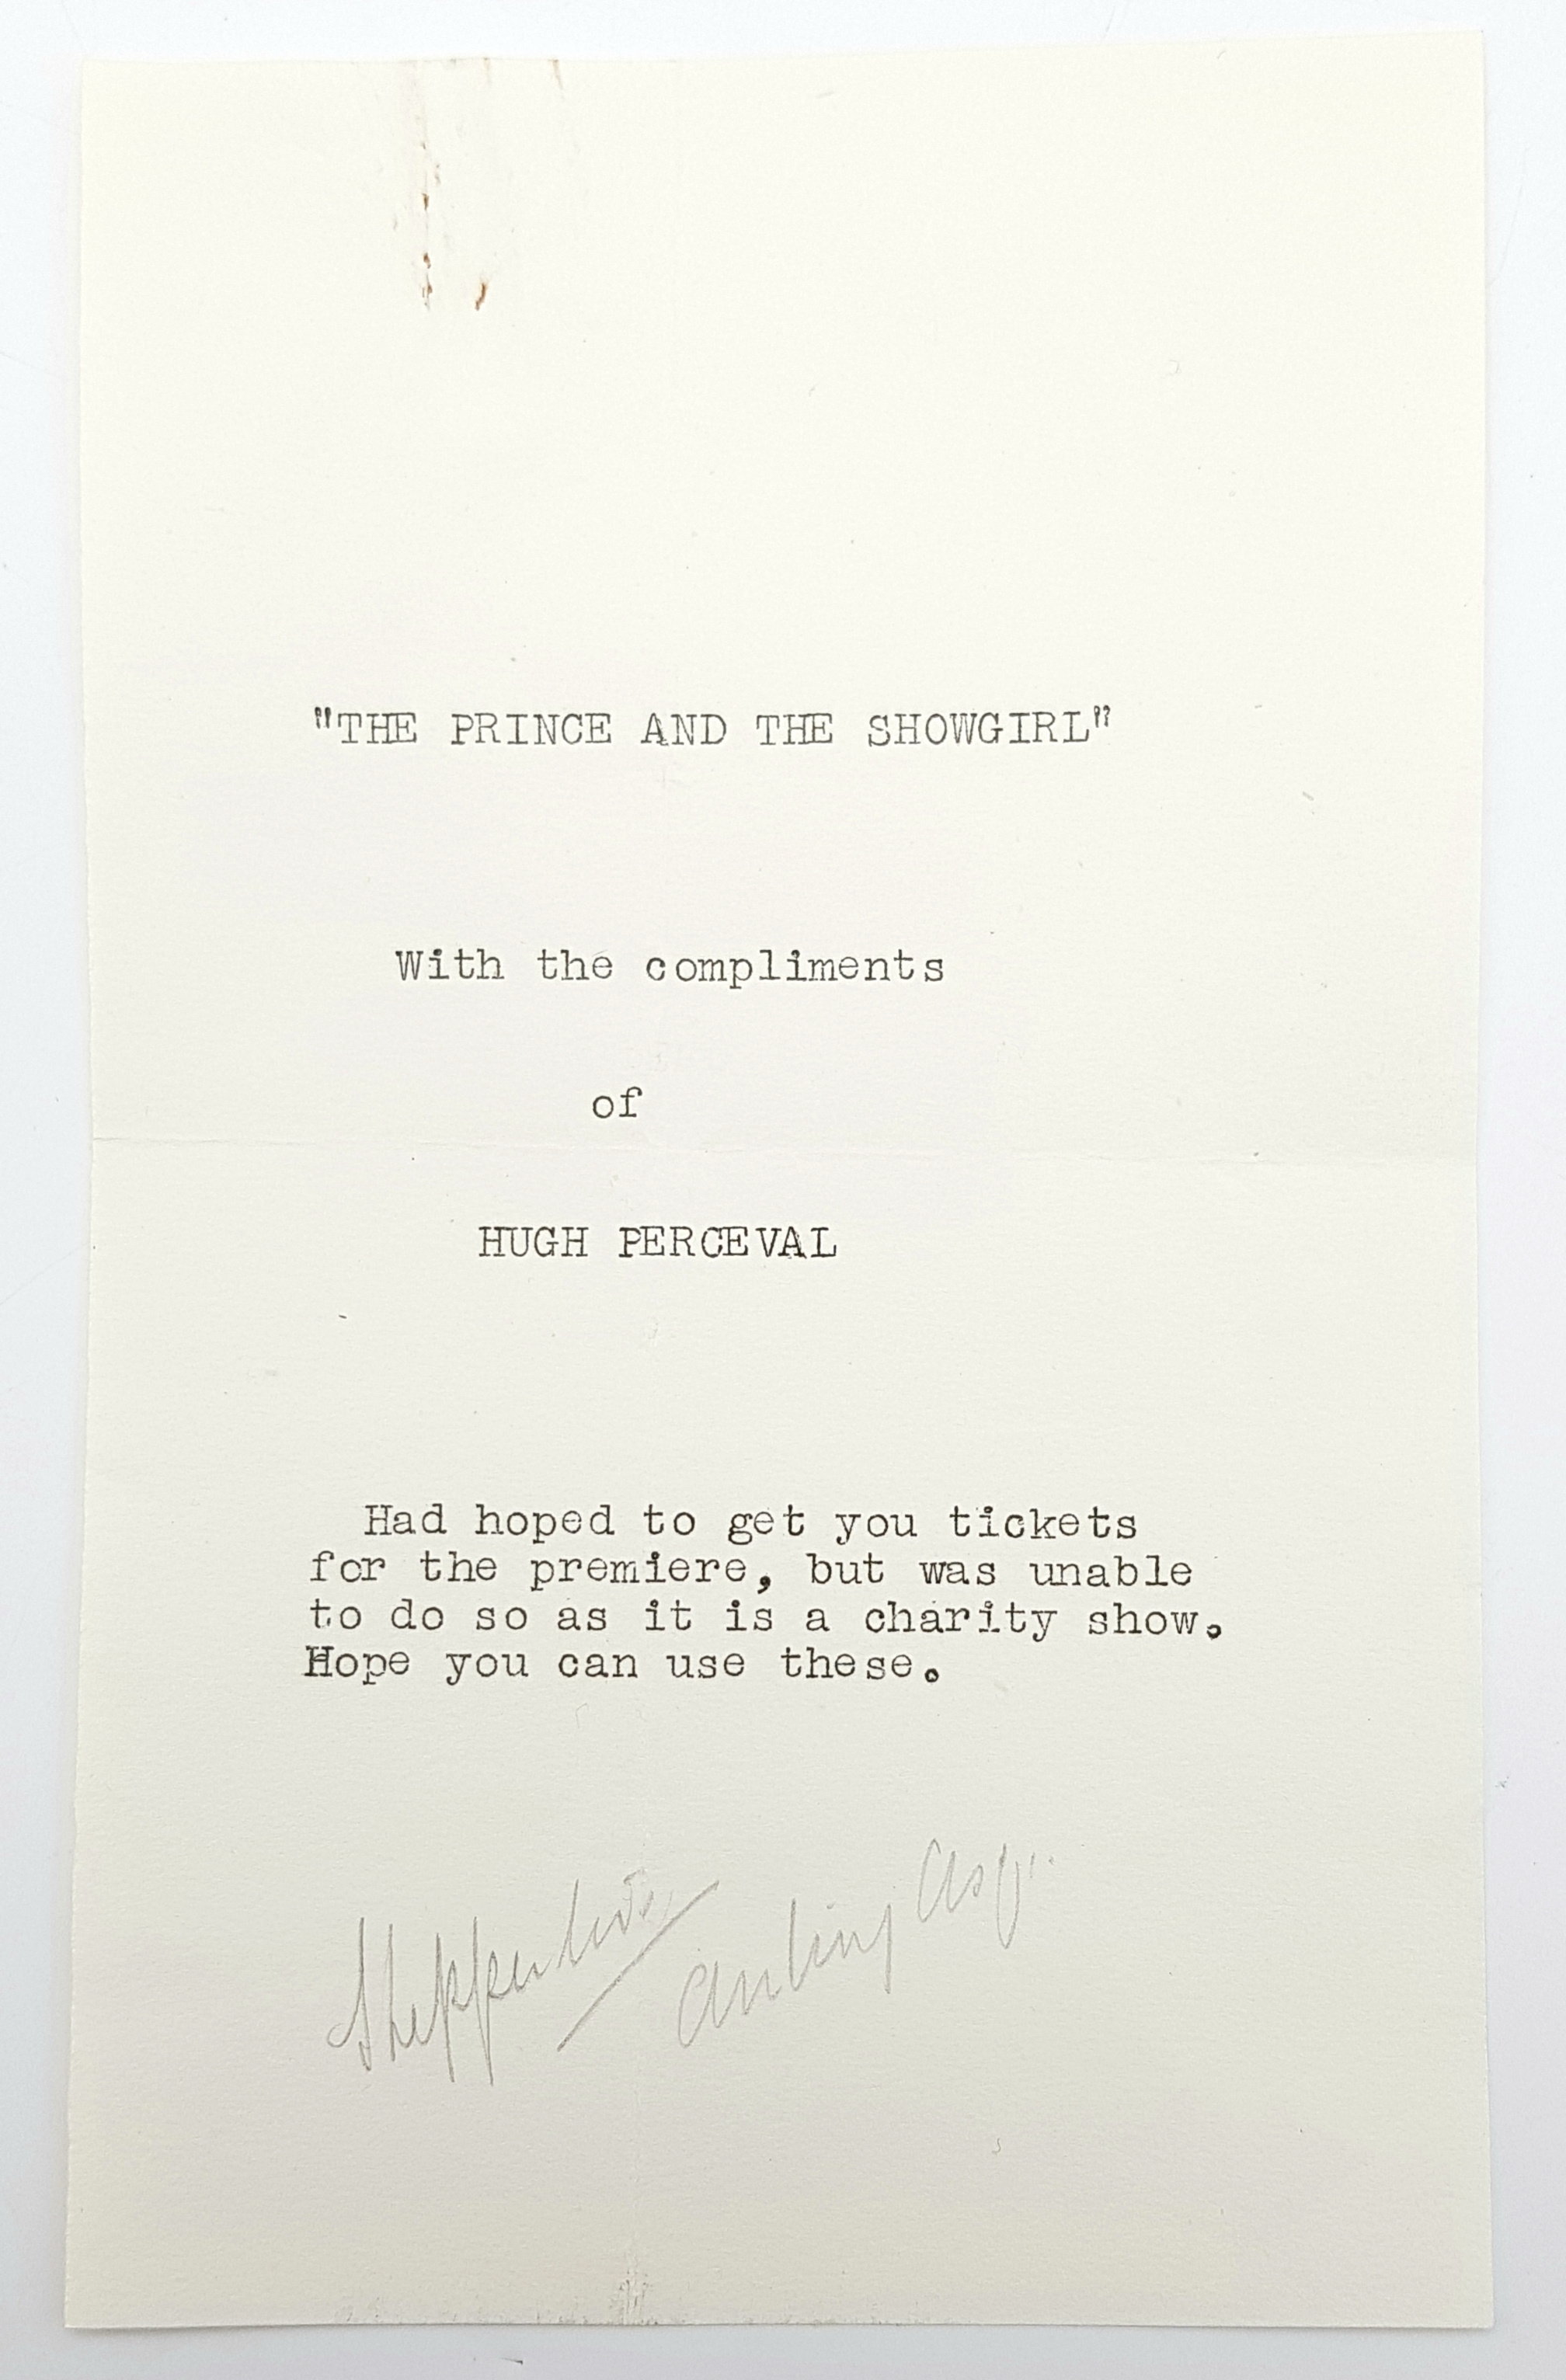 "THE PRINCE AND THE SHOWGIRL"
With the compliments
of
HUGH PERCEVAL
Had hoped to get you tickets
for the premiere, but was unable
to do so as it is a charity show.
Hope you can use these.